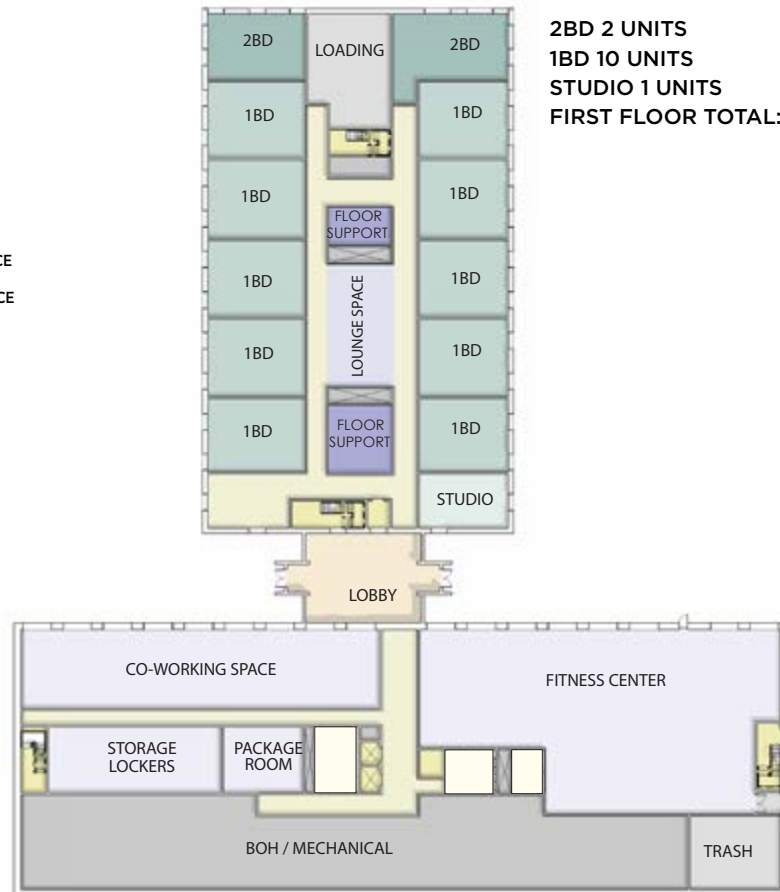 2BD 2 UNITS
1BD 10 UNITS
STUDIO 1 UNITS
FIRST FLOOR TOTAL:
CE
CE
2BD
LOADING
2BD
1BD
1BD
1BD
1BD
FLOOR
SUPPORT
1BD
1BD
LOUNGE SPACE
1BD
1BD
1BD
1BD
FLOOR
SUPPORT
STUDIO
LOBBY
CO-WORKING SPACE
FITNESS CENTER
STORAGE
LOCKERS
PACKAGE
ROOM
BOH / MECHANICAL
TRASH